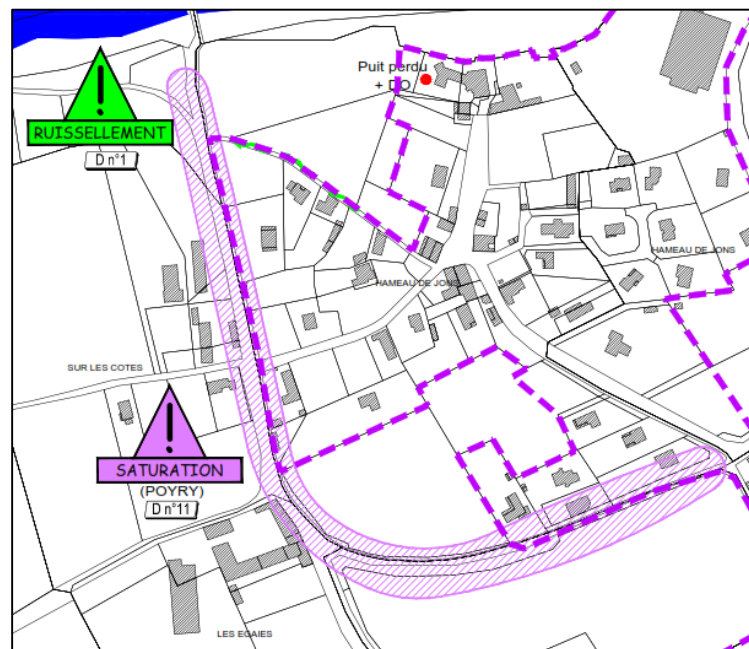 Puit perdu
+ DO
!
RUISSELLEMENT
D n°1
HAMEAU DE JONS
HAMEAU DE JONS
SUR LES COTES
!
SATURATION
(POYRY)
D n°11
LES EGAIES